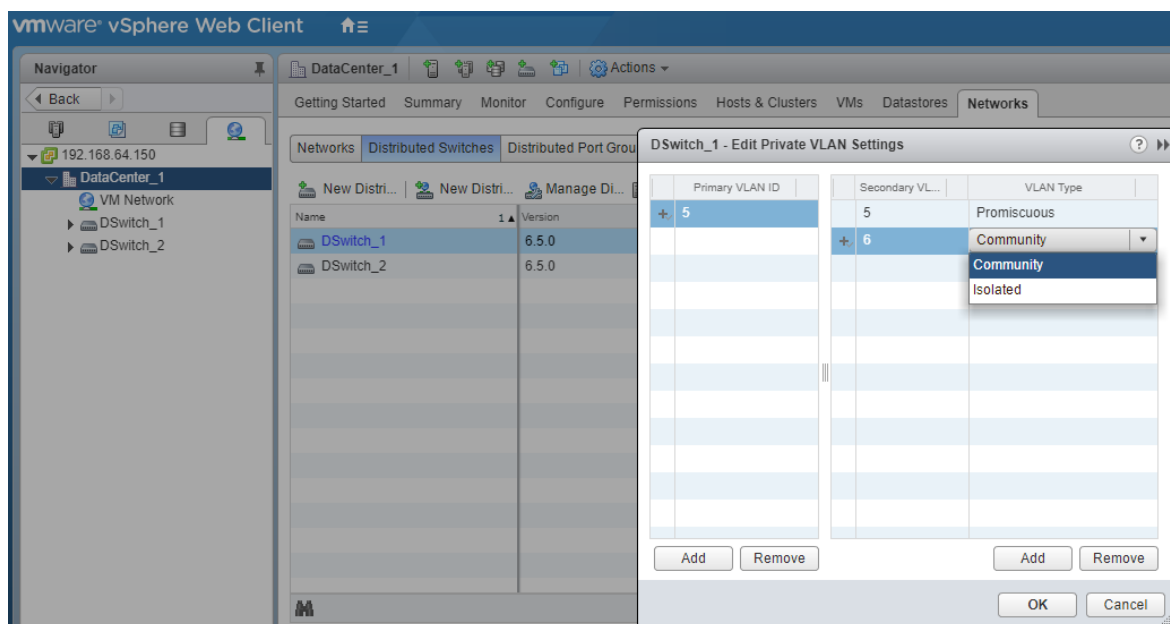 vmware® vSphere Web Client
Navigator
Back
192.168.64.150
DataCenter_1
VM Network
DSwitch_1
DSwitch_2
DataCenter_1 Actions
Getting Started Summary Monitor Configure Permissions Hosts & Clusters VMs Datastores Networks
Networks Distributed Switches Distributed Port Grou
New Distri... New Distri... Manage Di...
Name 1 Version
DSwitch_1 6.5.0
DSwitch_2 6.5.0
DSwitch_1 - Edit Private VLAN Settings ?
Primary VLAN ID
5
Add Remove
Secondary VL... VLAN Type
5 Promiscuous
6 Community
Community
Isolated
Add Remove
OK Cancel